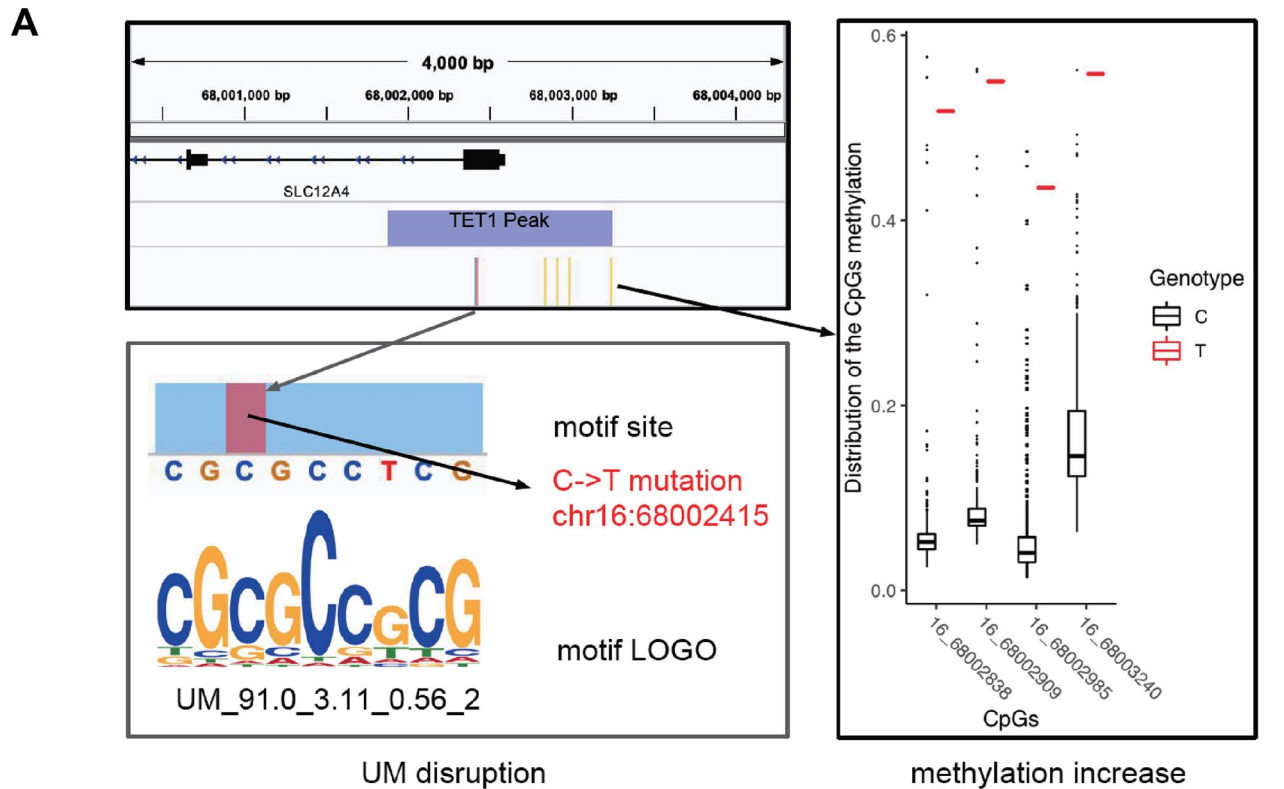 A
4,000 bp
68,001,000 bp 68,002,000 bp 68,003,000 bp 68,004,000 bp
SLC12A4
TET1 Peak
motif site
C G C G C C T C G
C->T mutation
chr16:68002415
CGCGCCGCG
motif LOGO
UM_91.0_3.11_0.56_2
UM disruption
Distribution of the CpGs methylation
0.6
0.4
0.2
0.0
16_68002838
16_68002909
16_68002985
16_68003240
CpGs
Genotype
C
T
methylation increase